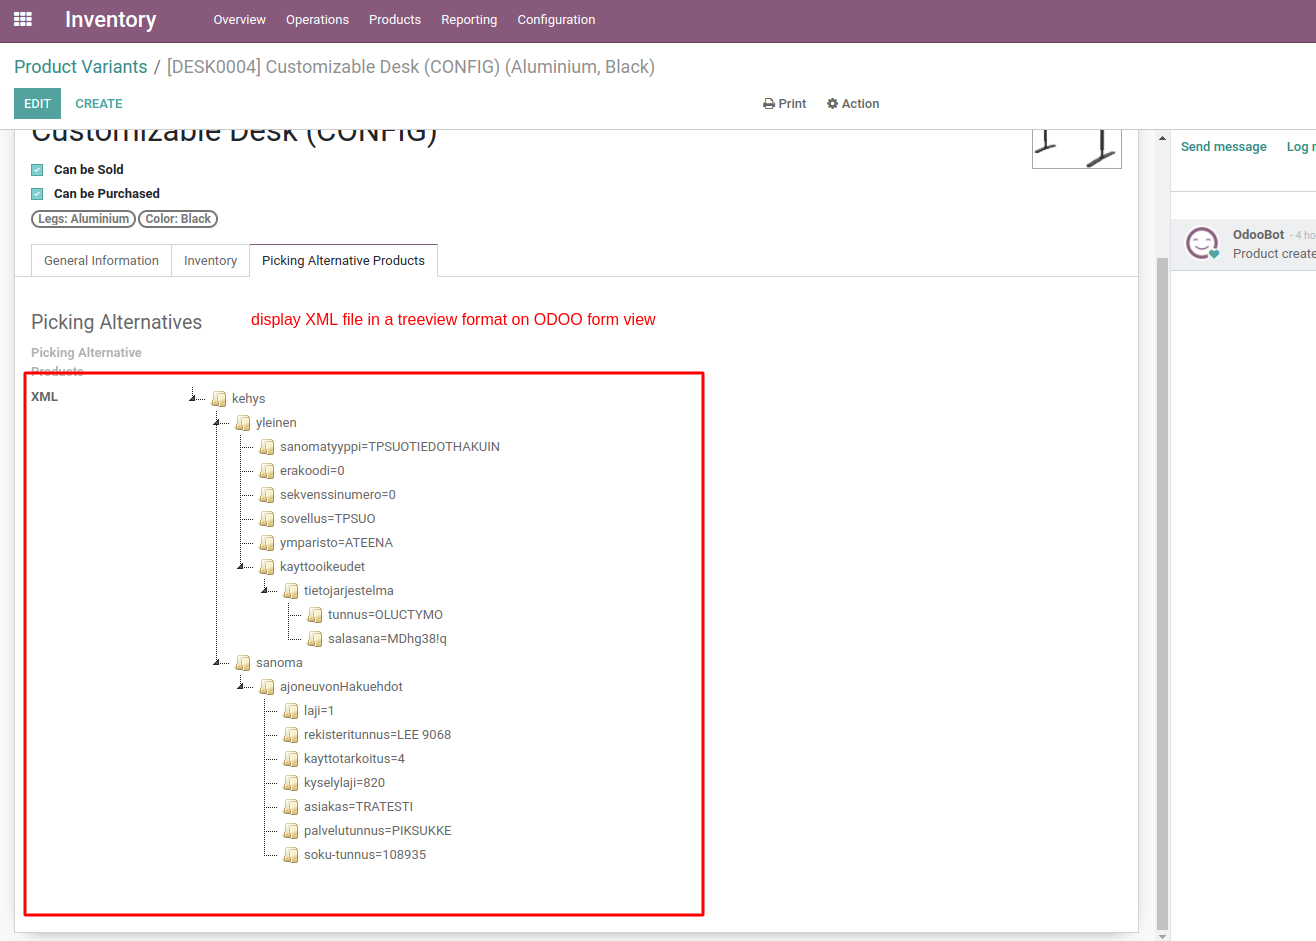 Inventory Overview Operations Products Reporting Configuration
Product Variants / [DESK0004] Customizable Desk (CONFIG) (Aluminium, Black)
EDIT CREATE Print Action
Customizable Desk (CONFIG)
Send message Log
Can be Sold
Can be Purchased
Legs: Aluminium Color: Black
OdooBot - 4
Product create
General Information Inventory Picking Alternative Products
Picking Alternatives display XML file in a treeview format on ODOO form view
Picking Alternative
Products
XML kehys
yleinen
sanomatyyppi=TPSUOTIEDOTHAKUIN
erakoodi=0
sekvenssinumero=0
sovellus=TPSUO
ymparisto=ATEENA
kayttooikeudet
tietojarjestelma
tunnus=OLUCTYMO
salasana=MDhg38!q
sanoma
ajoneuvonHakuehdot
laji=1
rekisteritunnus=LEE 9068
kayttotarkoitus=4
kyselylaji=820
asiakas=TRATESTI
palvelutunnus=PIKSUKKE
soku-tunnus=108935